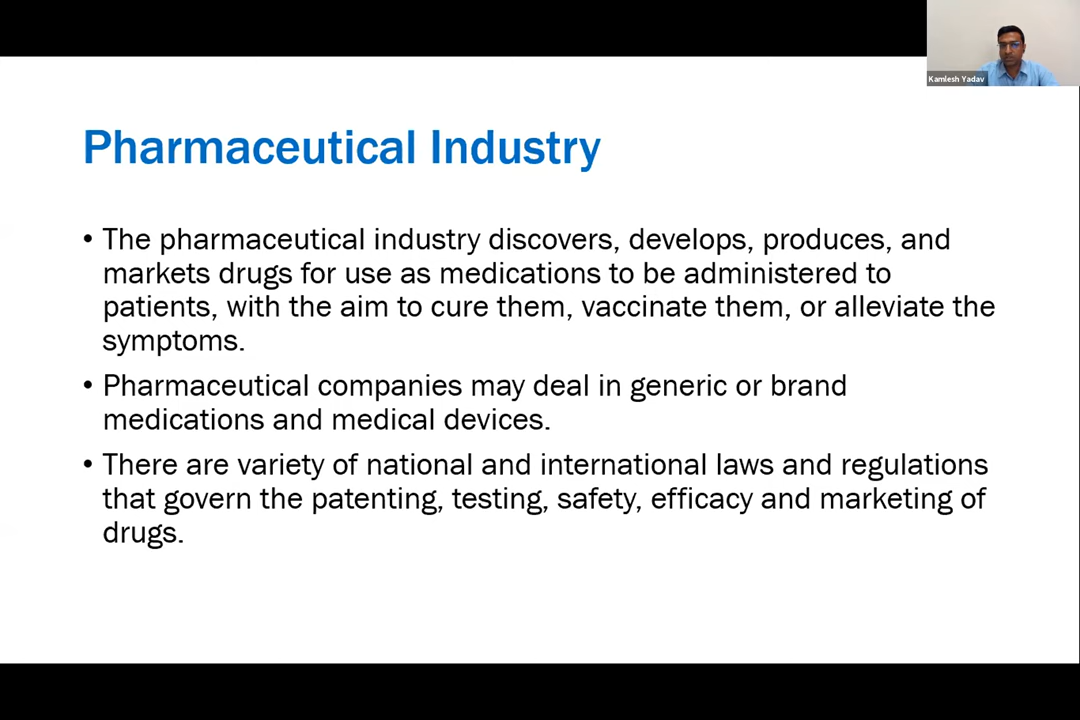 Kamlesh Yadav
Pharmaceutical Industry
• The pharmaceutical industry discovers, develops, produces, and
markets drugs for use as medications to be administered to
patients, with the aim to cure them, vaccinate them, or alleviate the
symptoms.
• Pharmaceutical companies may deal in generic or brand
medications and medical devices.
• There are variety of national and international laws and regulations
that govern the patenting, testing, safety, efficacy and marketing of
drugs.